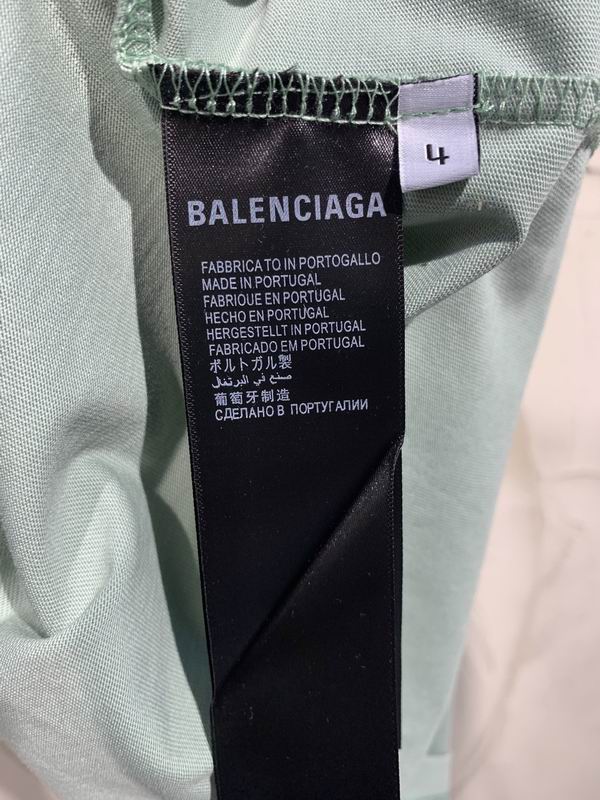 4
BALENCIAGA
FABBRICA TO IN PORTOGALLO
MADE IN PORTUGAL
FABRIQUE EN PORTUGAL
HECHO EN PORTUGAL
HERGESTELLT IN PORTUGAL
FABRICADO EM PORTUGAL
ポルトガル製
صنع في البرتغال
葡萄牙制造
СДЕЛАНО В ПОРТУГАЛИИ